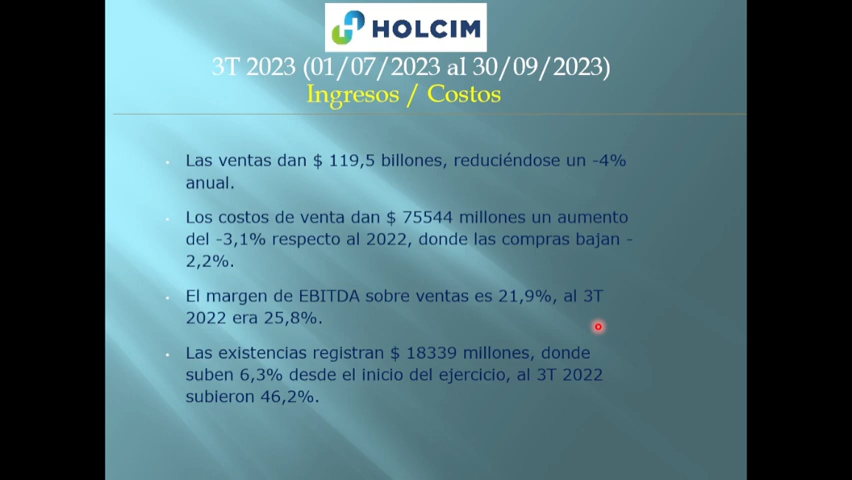 HOLCIM
3T 2023 (01/07/2023 al 30/09/2023)
Ingresos / Costos
Las ventas dan $ 119,5 billones, reduciéndose un -4%
anual.
Los costos de venta dan $ 75544 millones un aumento
del -3,1% respecto al 2022, donde las compras bajan -
2,2%.
El margen de EBITDA sobre ventas es 21,9%, al 3T
2022 era 25,8%.
Las existencias registran $ 18339 millones, donde
suben 6,3% desde el inicio del ejercicio, al 3T 2022
subieron 46,2%.